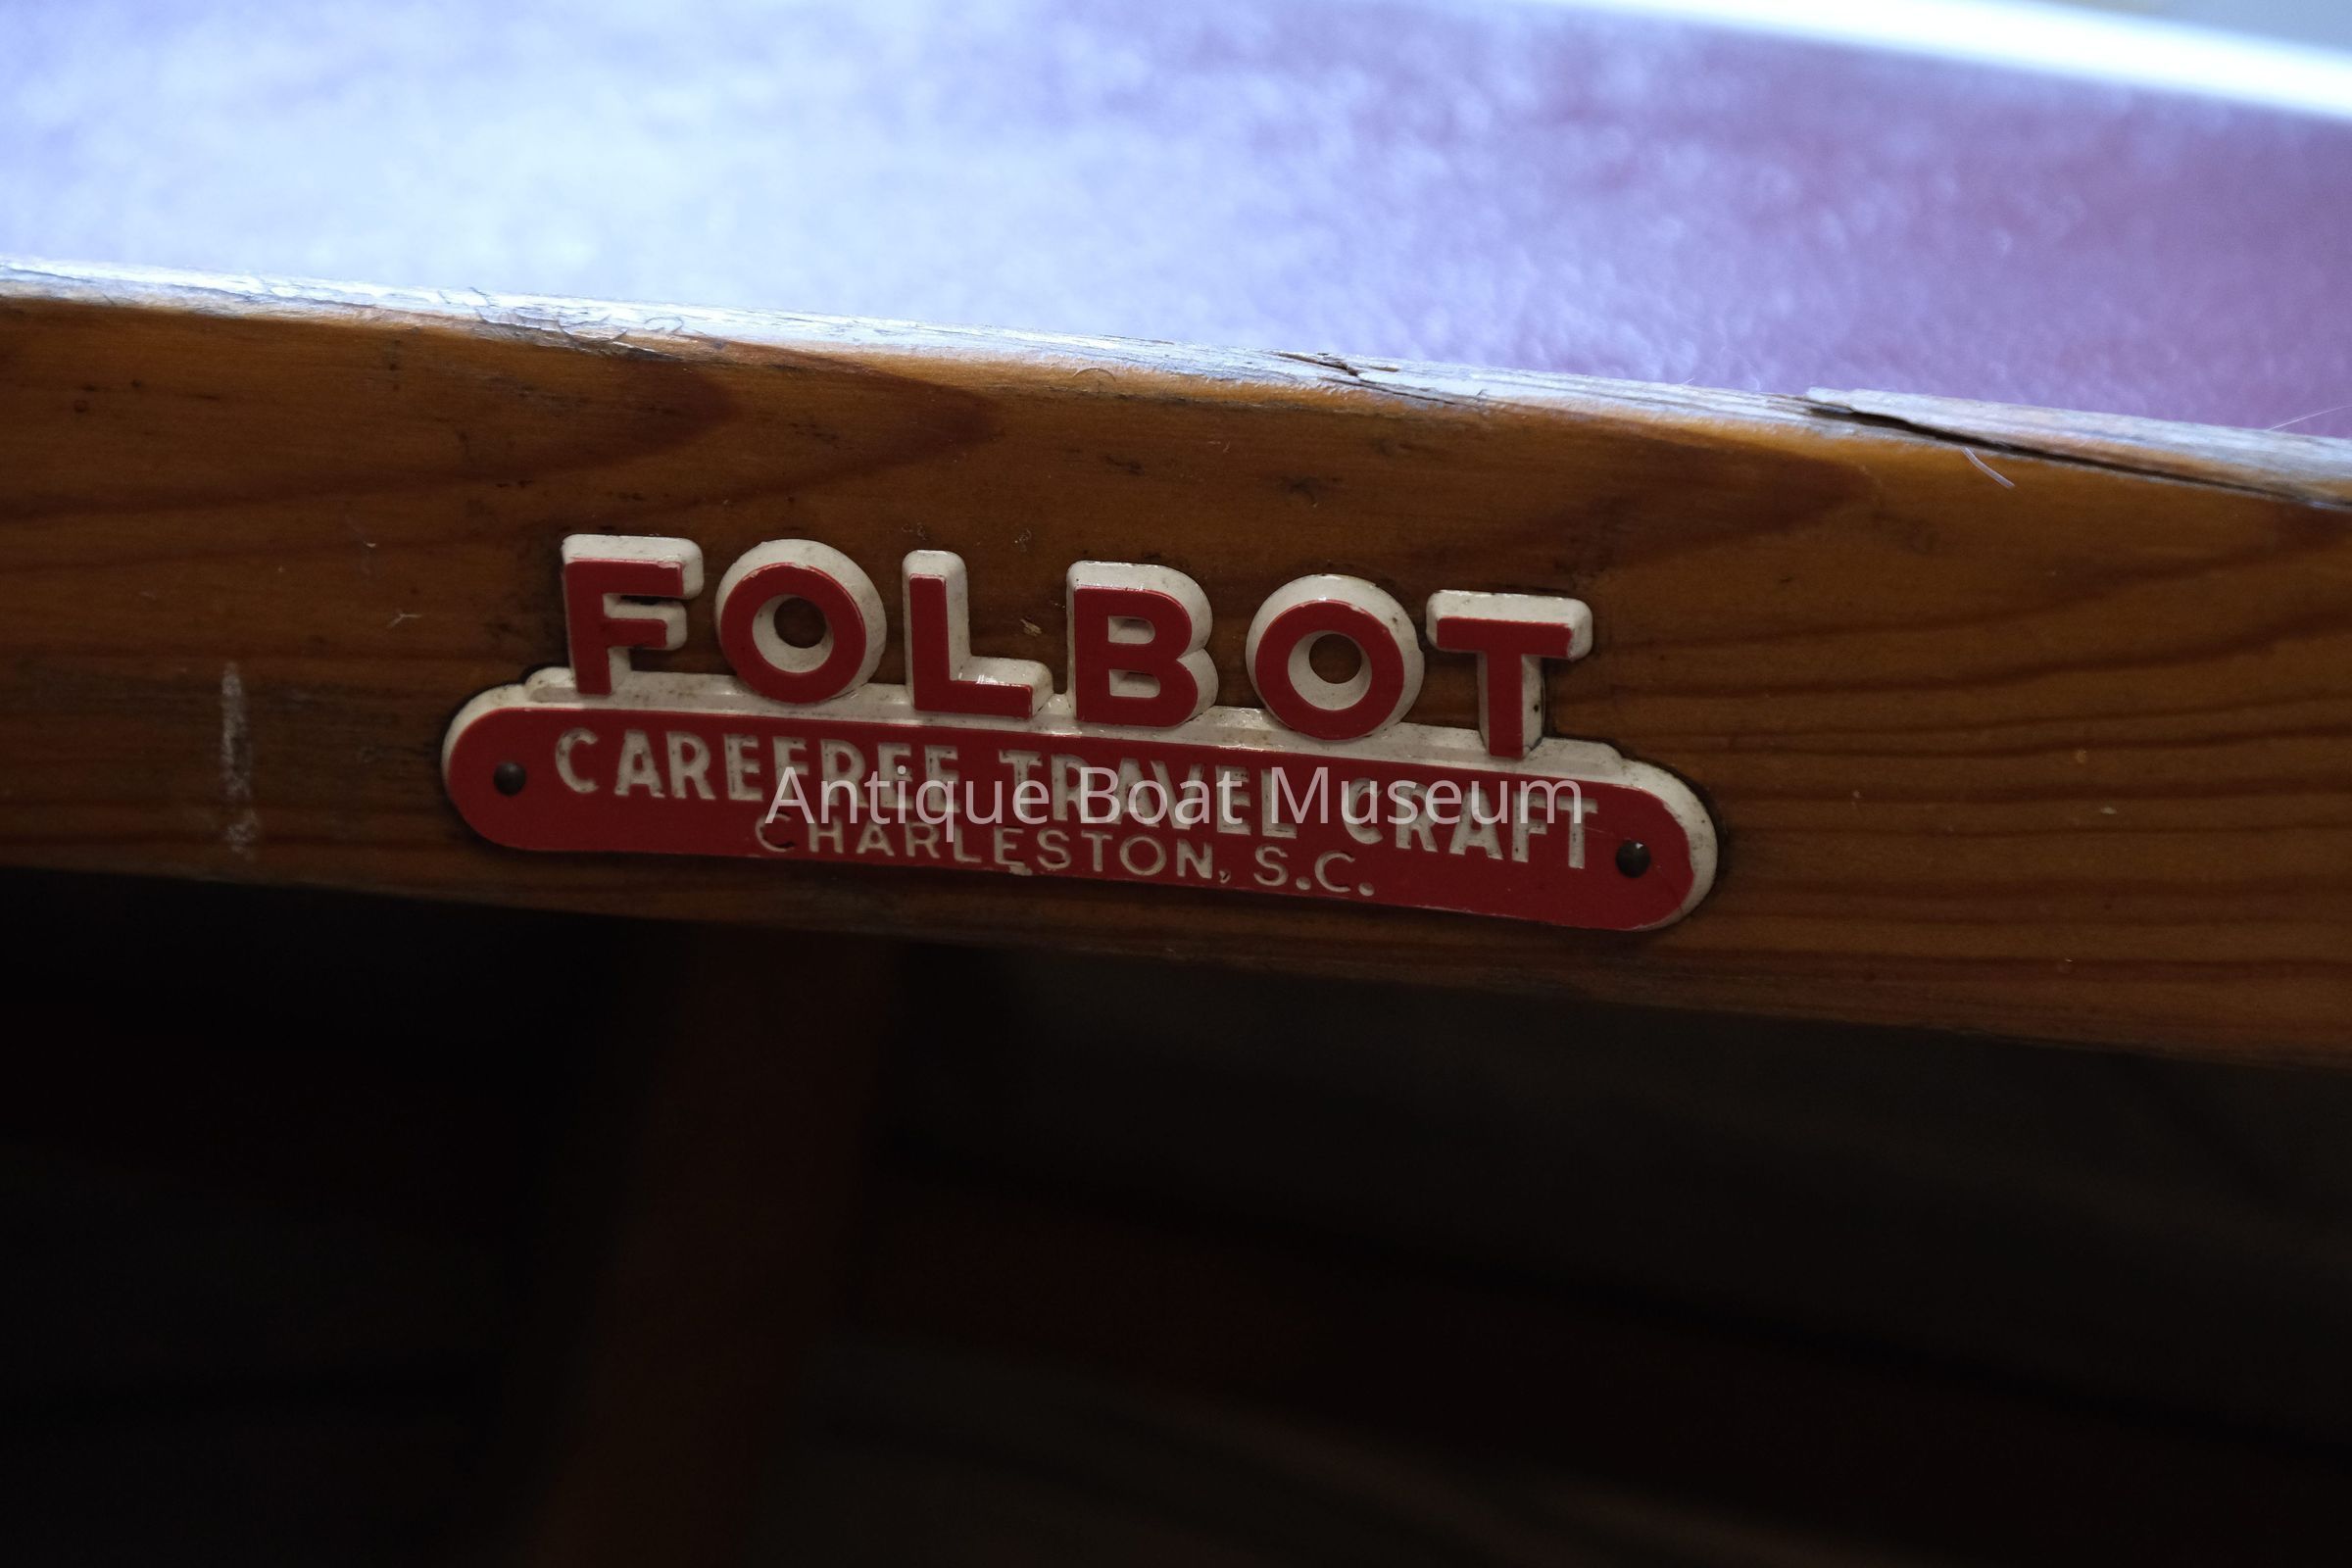 FOLBOT
CAREFREE TRAVEL CRAFT
Antique Boat Museum
CHARLESTON, S.C.